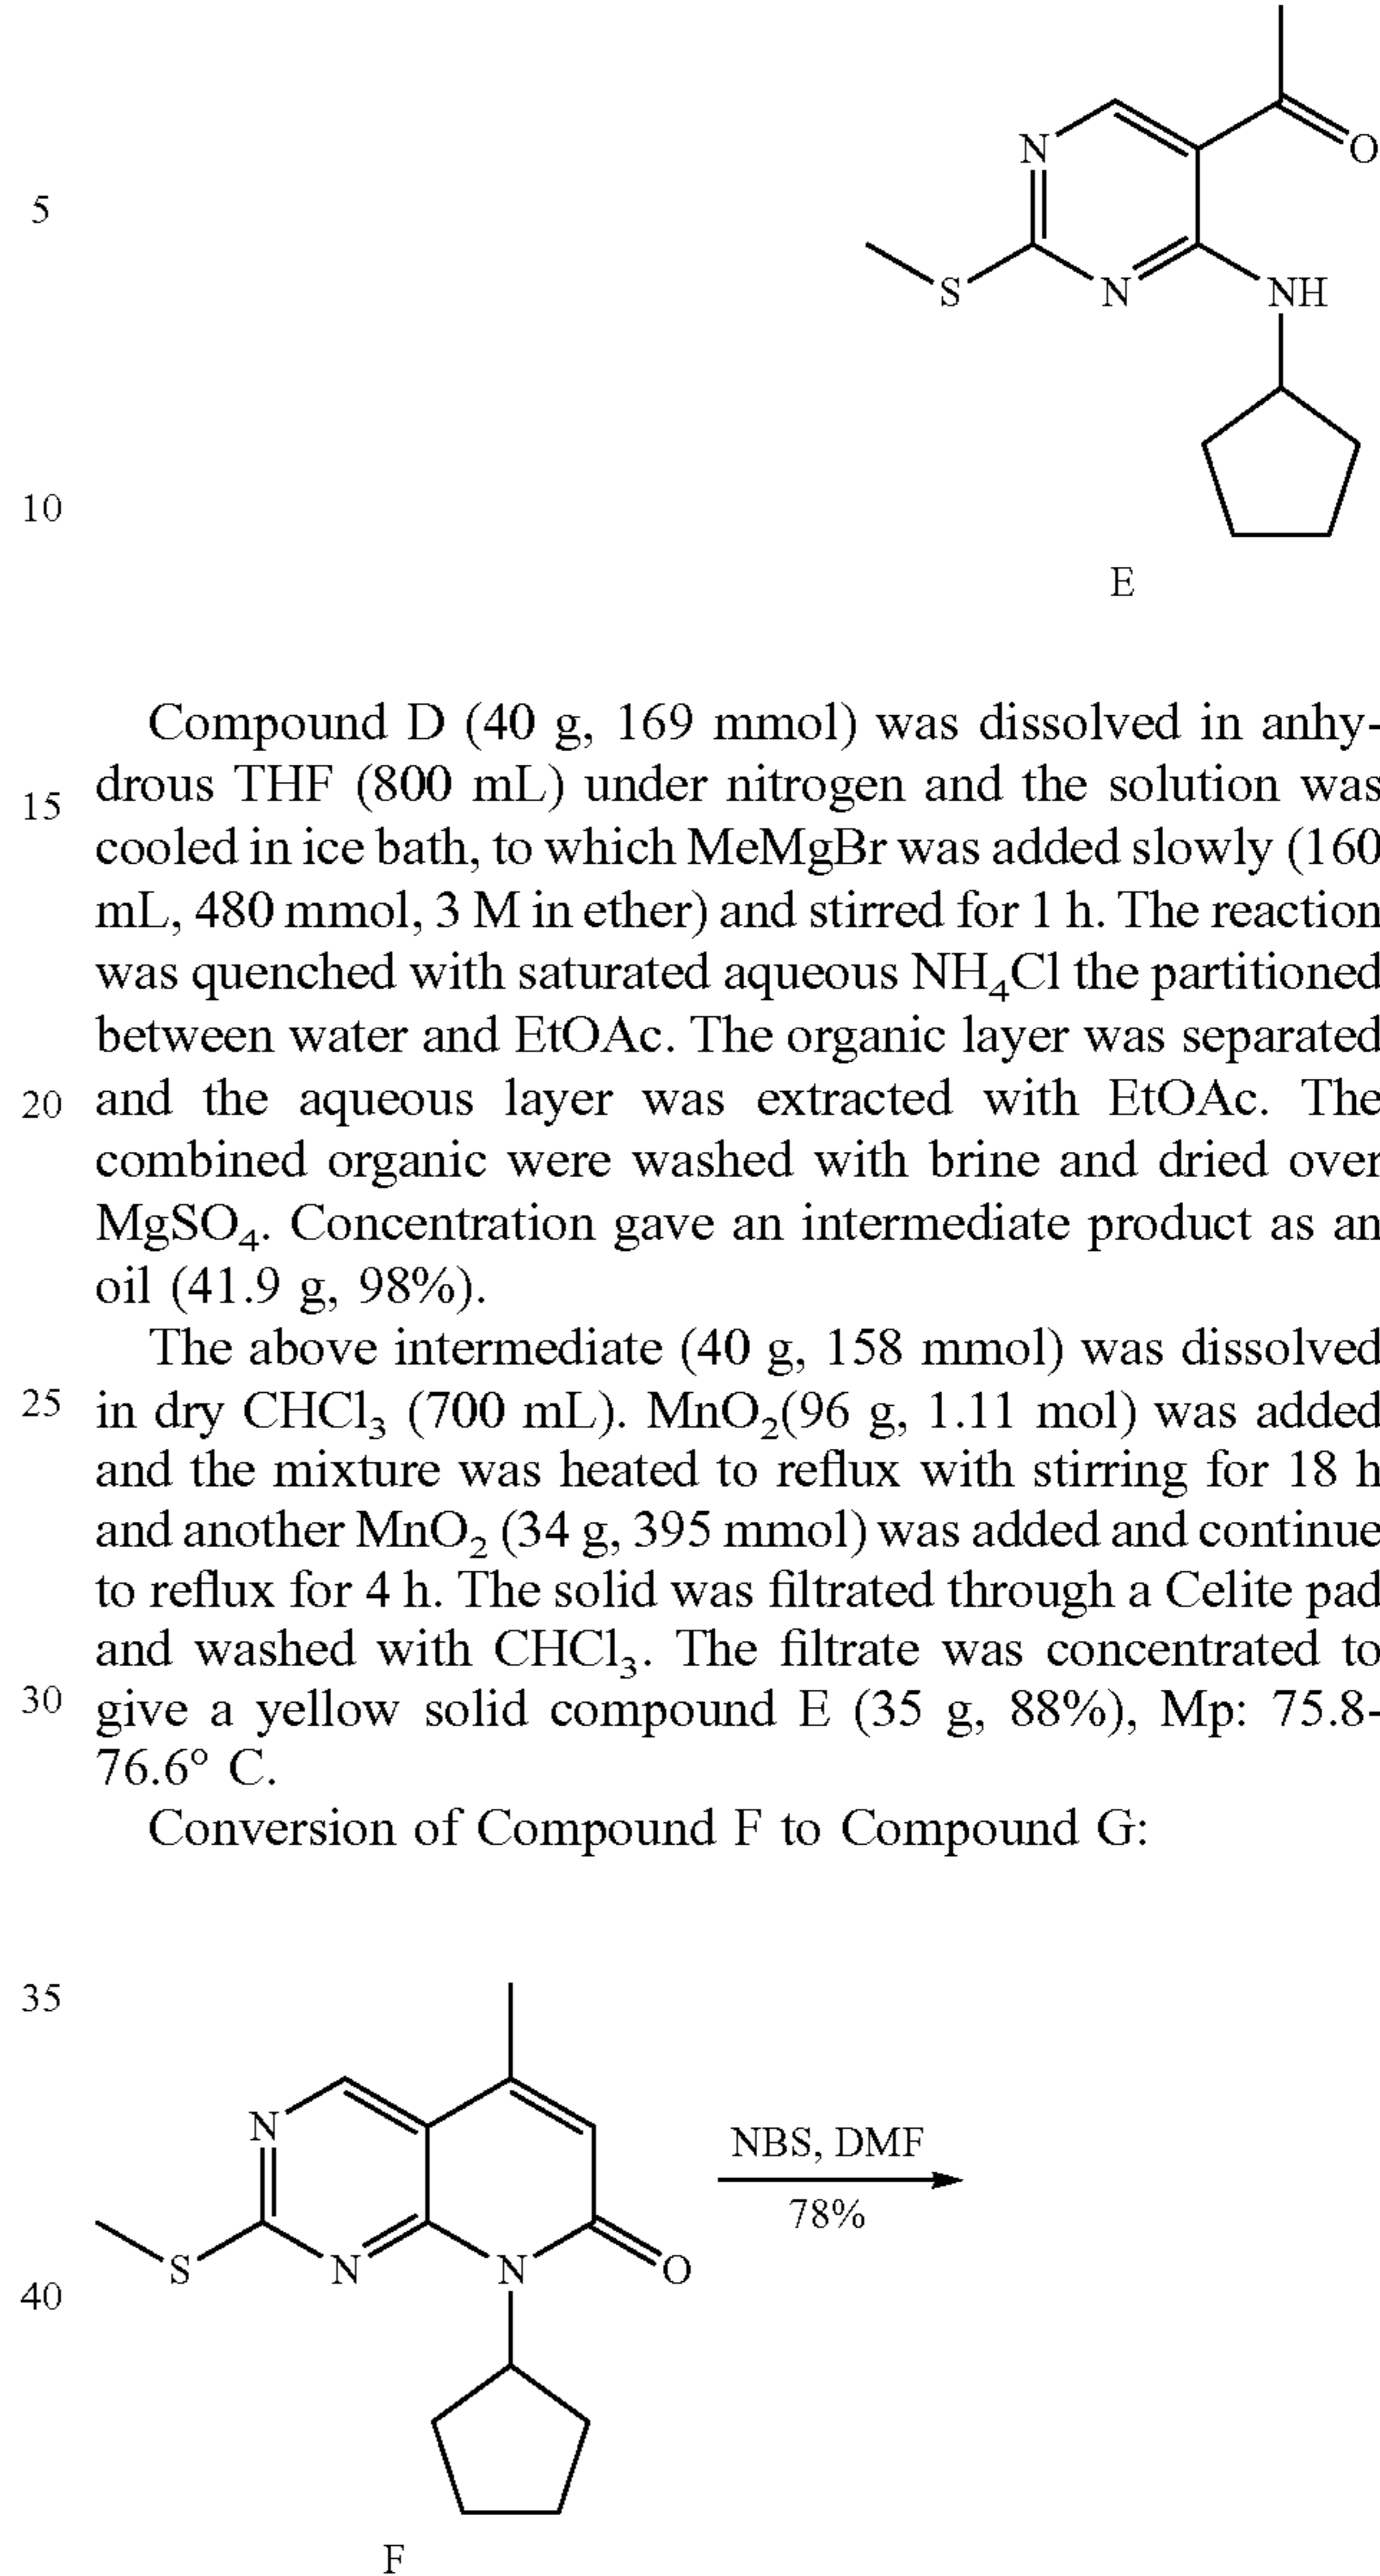 N
O
5
S
N
NH
10
E
Compound D (40 g, 169 mmol) was dissolved in anhy-
15 drous THF (800 mL) under nitrogen and the solution was
cooled in ice bath, to which MeMgBr was added slowly (160
mL, 480 mmol, 3 M in ether) and stirred for 1 h. The reaction
was quenched with saturated aqueous NH₄Cl the partitioned
between water and EtOAc. The organic layer was separated
20 and the aqueous layer was extracted with EtOAc. The
combined organic were washed with brine and dried over
MgSO₄. Concentration gave an intermediate product as an
oil (41.9 g, 98%).
The above intermediate (40 g, 158 mmol) was dissolved
25 in dry CHCl₃ (700 mL). MnO₂(96 g, 1.11 mol) was added
and the mixture was heated to reflux with stirring for 18 h
and another MnO₂ (34 g, 395 mmol) was added and continue
to reflux for 4 h. The solid was filtrated through a Celite pad
and washed with CHCl₃. The filtrate was concentrated to
30 give a yellow solid compound E (35 g, 88%), Mp: 75.8-
76.6° C.
Conversion of Compound F to Compound G:
35
N
NBS, DMF
78%
S
N
N
O
40
F